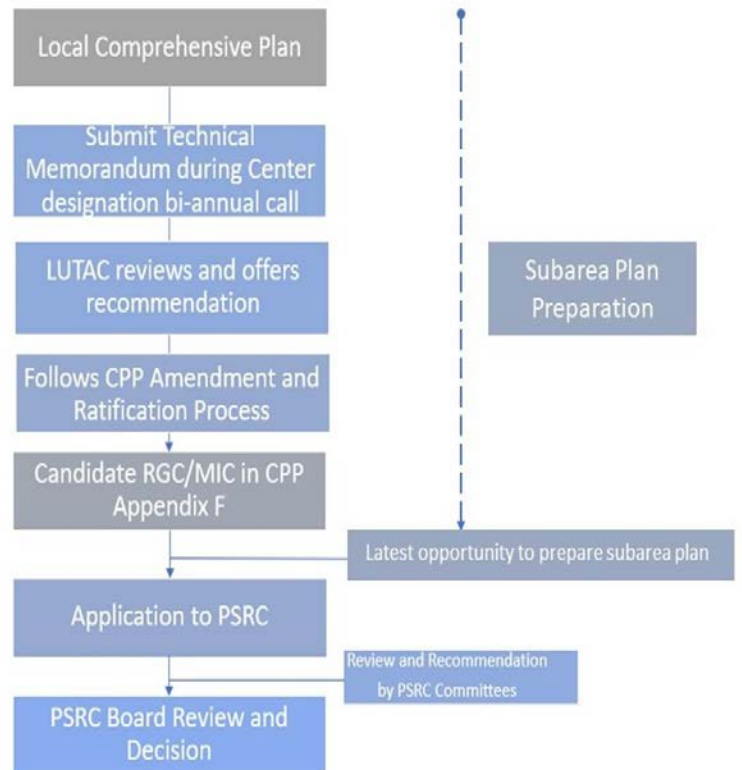 Local Comprehensive Plan
Submit Technical
Memorandum during Center
designation bi-annual call
LUTAC reviews and offers
recommendation
Subarea Plan
Preparation
Follows CPP Amendment and
Ratification Process
Candidate RGC/MIC in CPP
Appendix F
Latest opportunity to prepare subarea plan
Application to PSRC
Review and Recommendation
by PSRC Committees
PSRC Board Review and
Decision